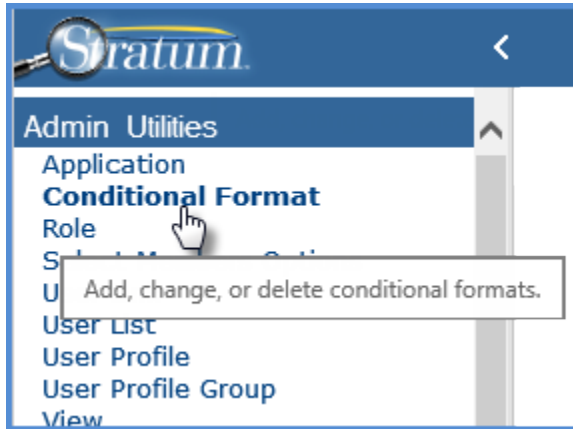 Stratum
Admin Utilities
Application
Conditional Format
Role
Add, change, or delete conditional formats.
User List
User Profile
User Profile Group
View